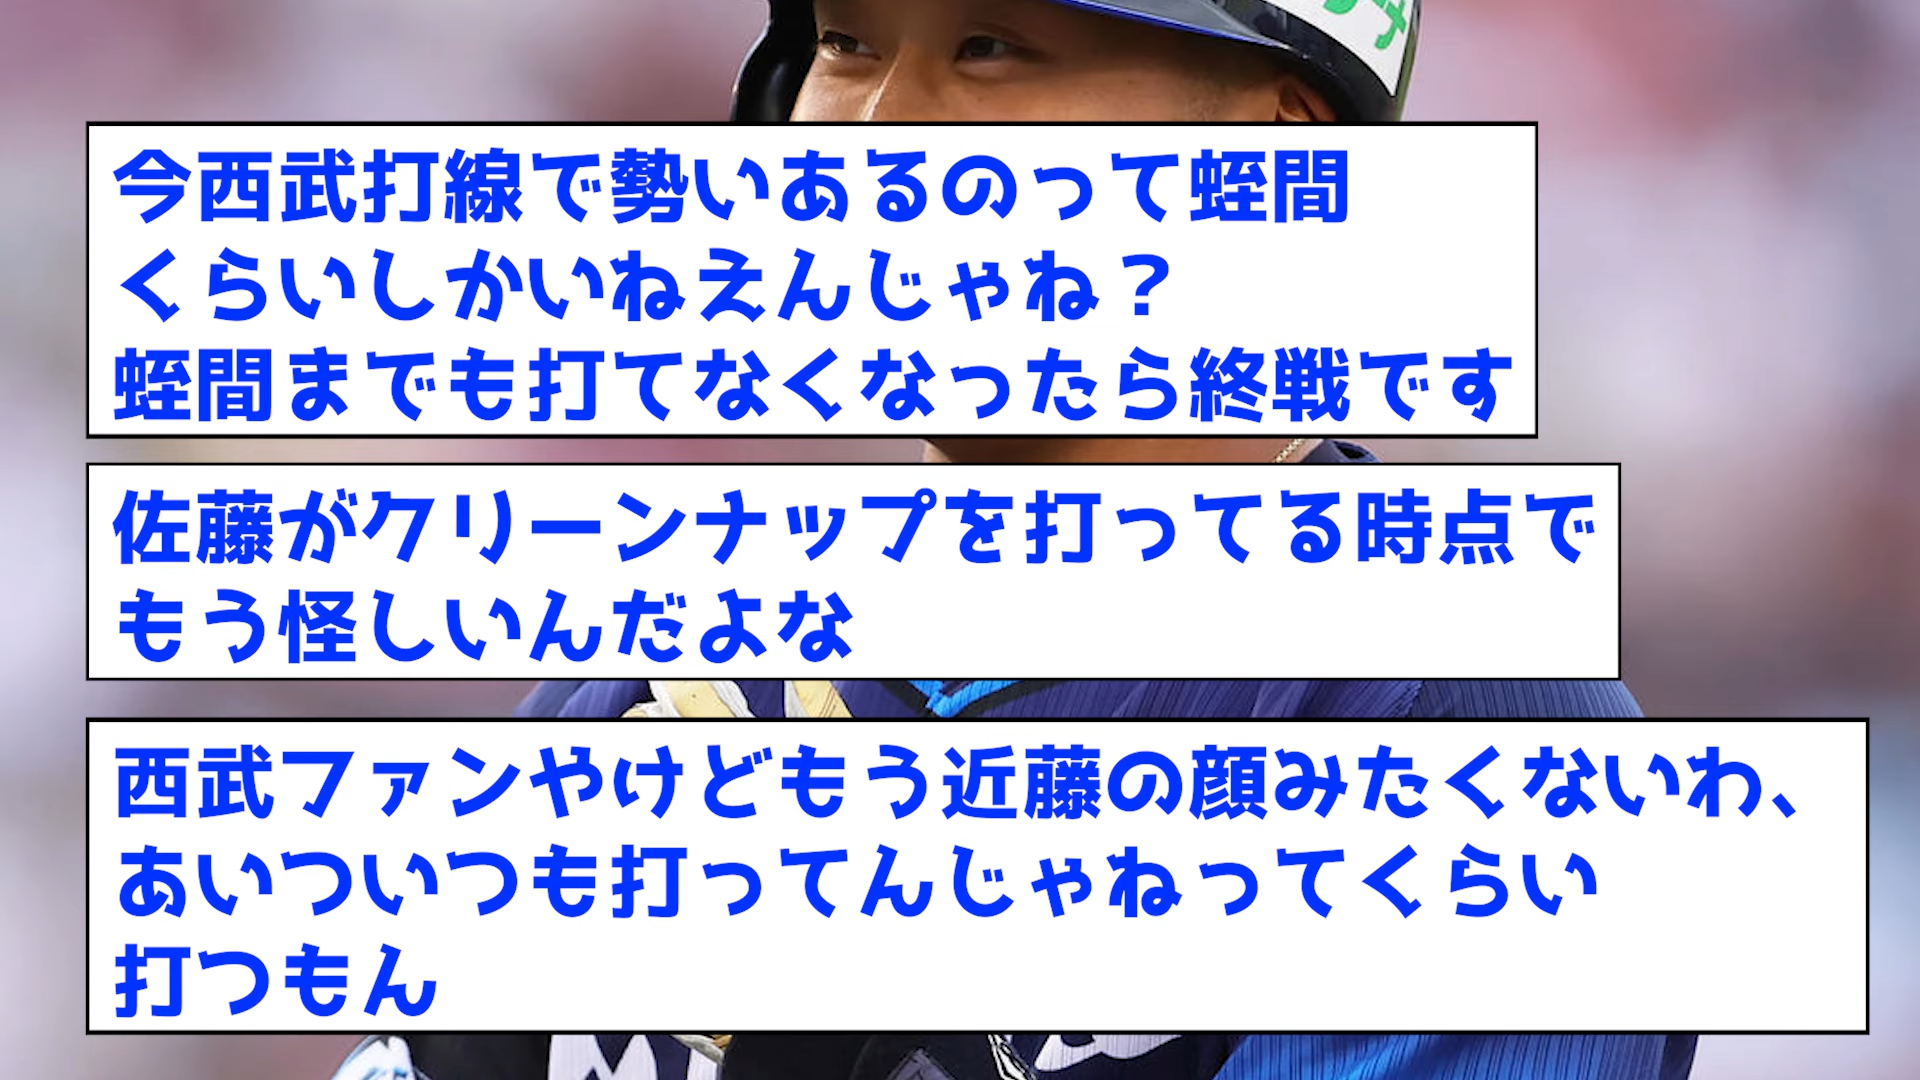 今西武打線で勢いあるのって蛭間
くらいしかいねえんじゃね？
蛭間までも打てなくなったら終戦です
佐藤がクリーンナップを打ってる時点で
もう怪しいんだよな
西武ファンやけどもう近藤の顔みたくないわ、
あいついつも打ってんじゃねってくらい
打つもん